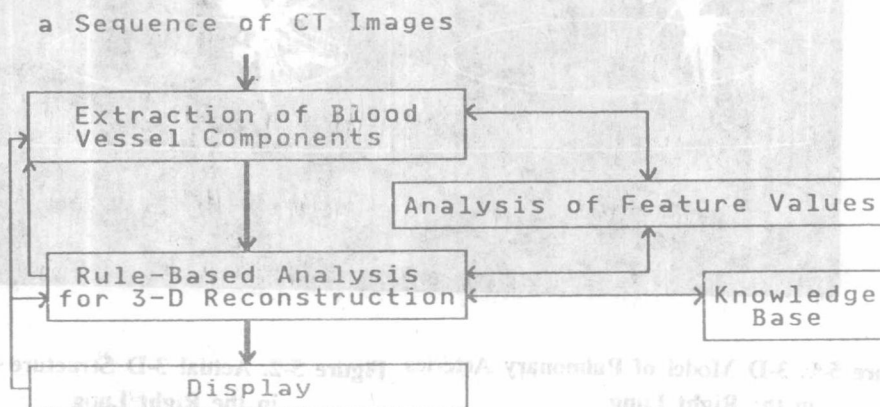 a Sequence of CT Images
Extraction of Blood
Vessel Components
Analysis of Feature Values
Rule-Based Analysis
for 3-D Reconstruction
Knowledge
Base
Display